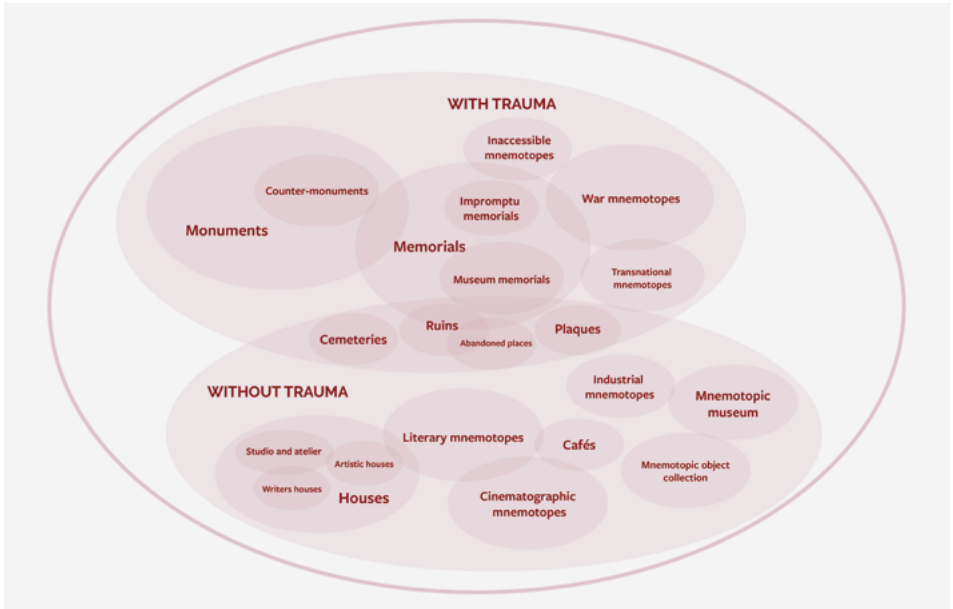 WITH TRAUMA
Inaccessible
mnemotopes
Counter-monuments
Monuments
Impromptu
memorials
War mnemotopes
Memorials
Museum memorials
Transnational
mnemotopes
Cemeteries
Ruins
Abandoned places
Plaques
WITHOUT TRAUMA
Industrial
mnemotopes
Mnemotopic
museum
Literary mnemotopes
Cafés
Studio and atelier
Artistic houses
Writers houses
Houses
Mnemotopic object
collection
Cinematographic
mnemotopes